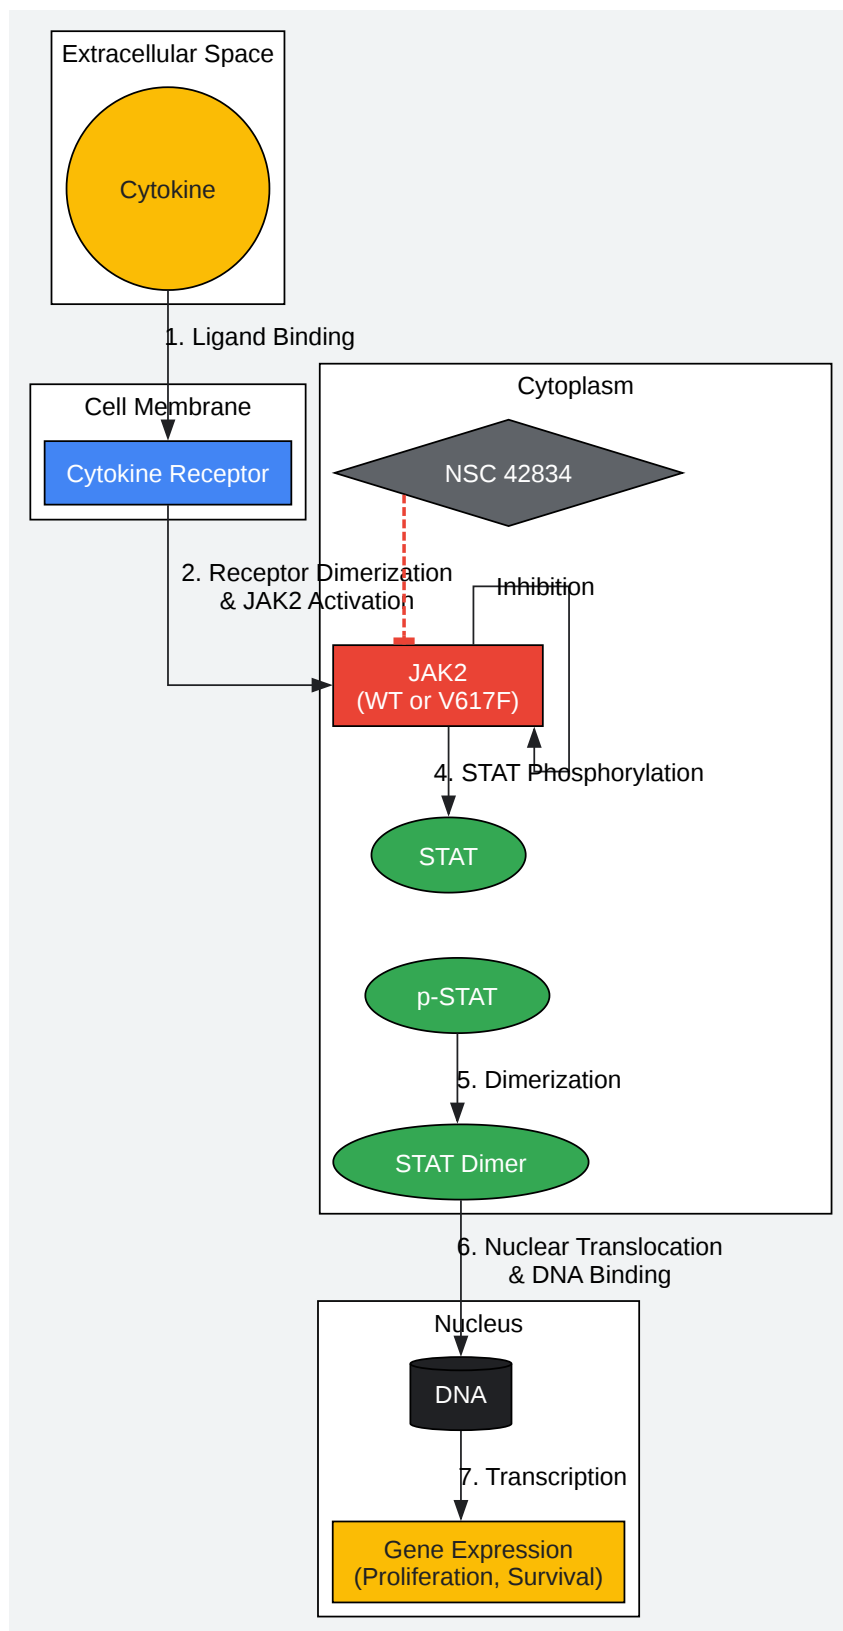 Extracellular Space
Cytokine
1. Ligand Binding
Cell Membrane
Cytokine Receptor
Cytoplasm
NSC 42834
2. Receptor Dimerization
& JAK2 Activation
Inhibition
JAK2
(WT or V617F)
4. STAT Phosphorylation
STAT
p-STAT
5. Dimerization
STAT Dimer
6. Nuclear Translocation
& DNA Binding
Nucleus
DNA
7. Transcription
Gene Expression
(Proliferation, Survival)